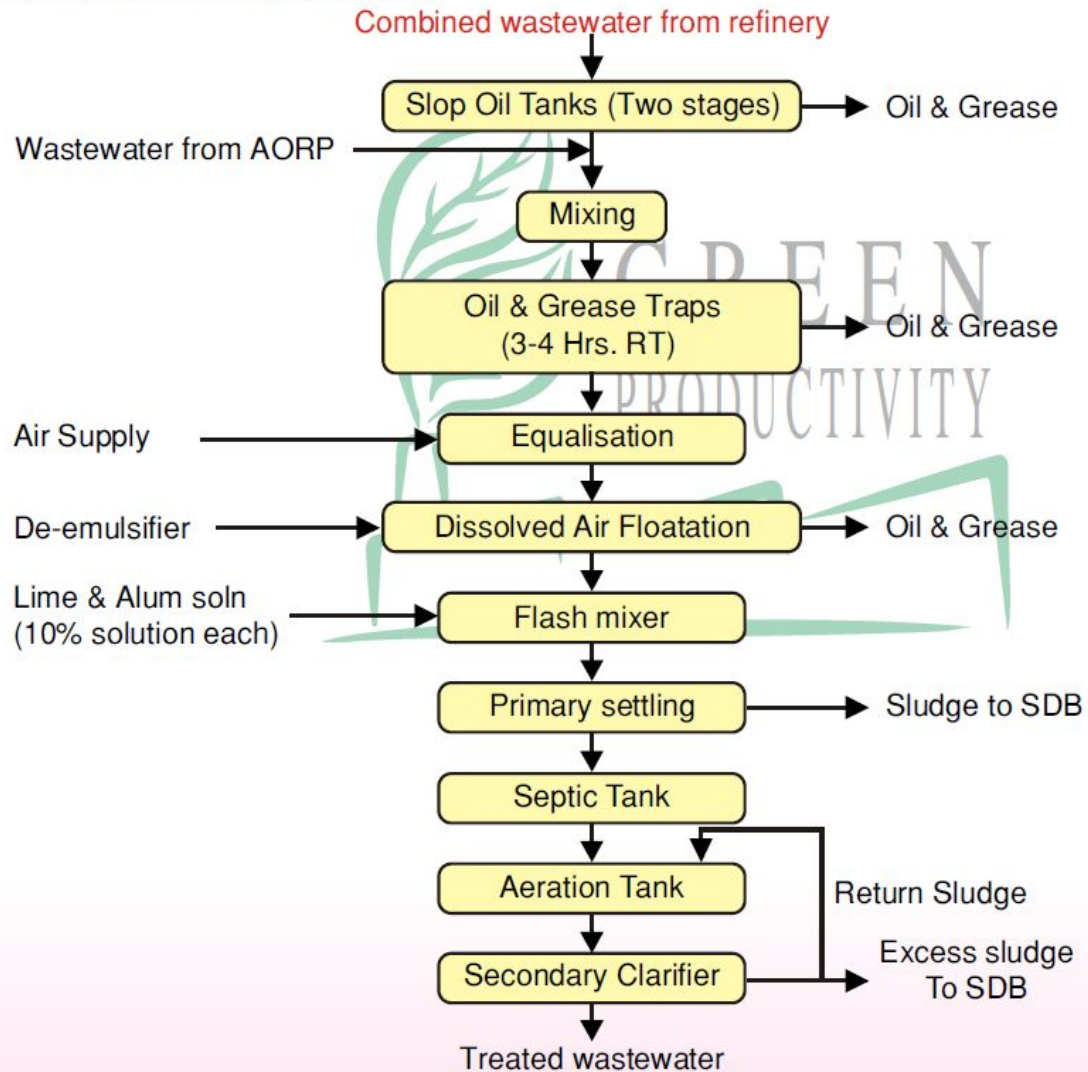 Combined wastewater from refinery
Slop Oil Tanks (Two stages)
Oil & Grease
Wastewater from AORP
Mixing
Oil & Grease Traps
(3-4 Hrs. RT)
Oil & Grease
GREEN
PRODUCTIVITY
Air Supply
Equalisation
De-emulsifier
Dissolved Air Floatation
Oil & Grease
Lime & Alum soln
(10% solution each)
Flash mixer
Primary settling
Sludge to SDB
Septic Tank
Aeration Tank
Return Sludge
Secondary Clarifier
Excess sludge
To SDB
Treated wastewater